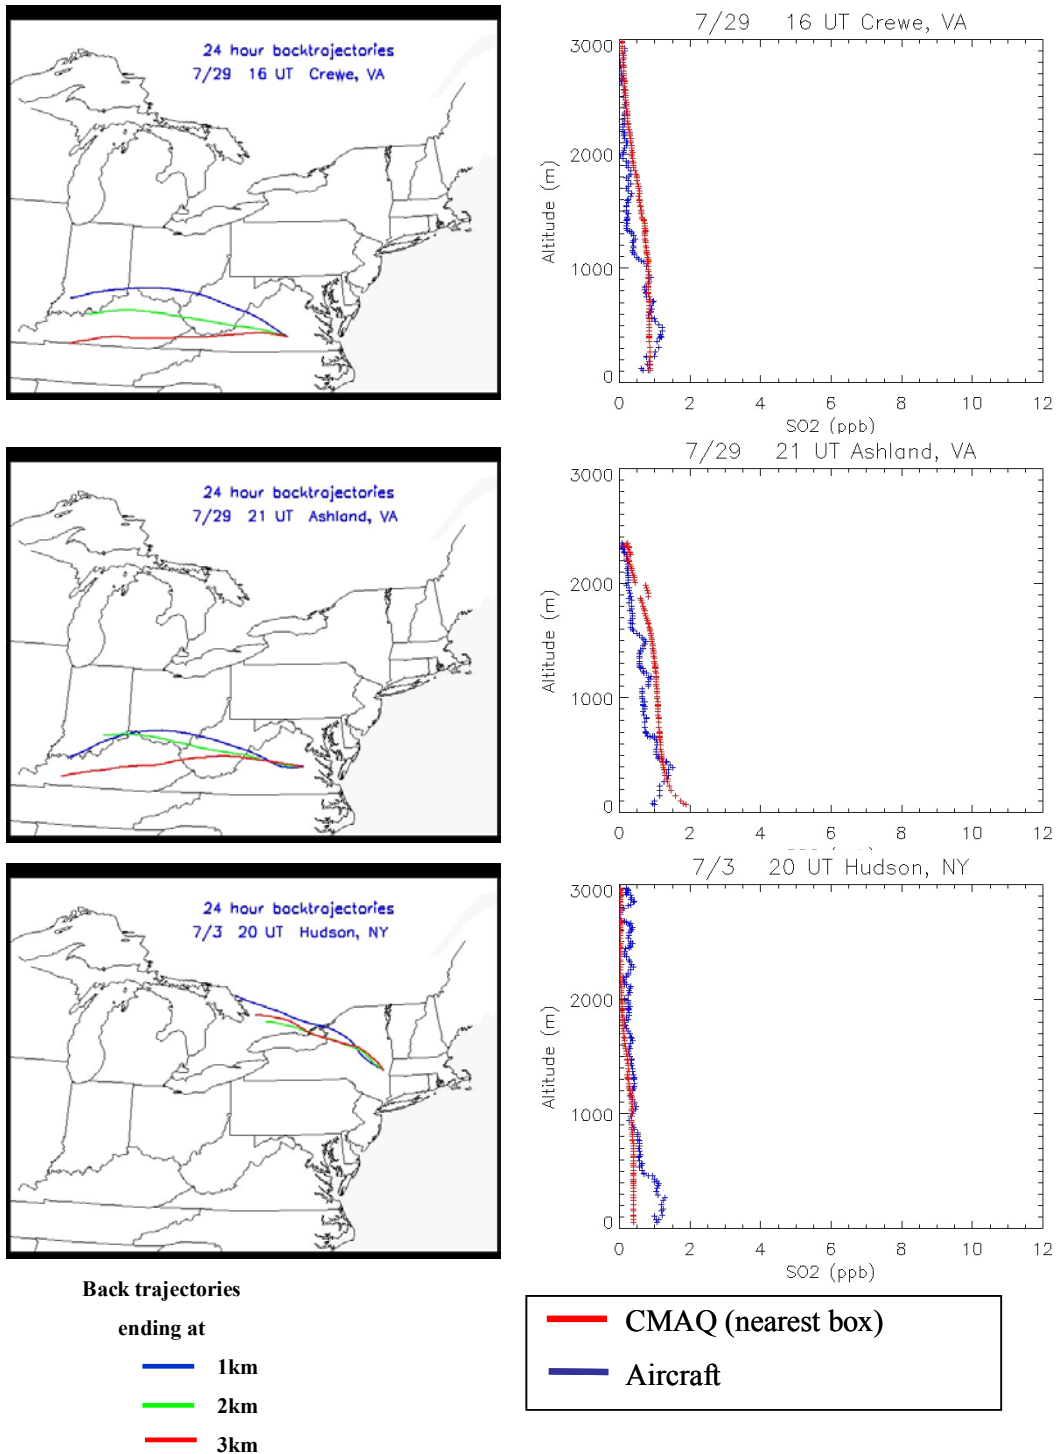 24 hour backtrajectories
7/29 16 UT Crewe, VA
7/29 16 UT Crewe, VA
3000
2000
1000
0
Altitude (m)
0 2 4 6 8 10 12
SO2 (ppb)
24 hour backtrajectories
7/29 21 UT Ashland, VA
7/29 21 UT Ashland, VA
3000
2000
1000
0
Altitude (m)
0 2 4 6 8 10 12
24 hour backtrajectories
7/3 20 UT Hudson, NY
7/3 20 UT Hudson, NY
3000
2000
1000
0
Altitude (m)
0 2 4 6 8 10 12
SO2 (ppb)
Back trajectories
ending at
1km
2km
3km
CMAQ (nearest box)
Aircraft